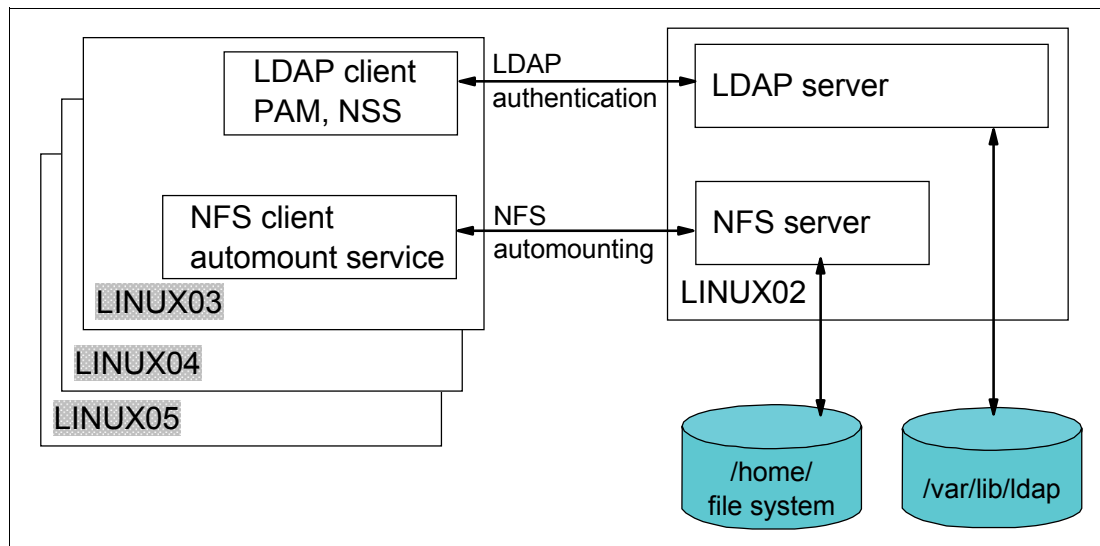 LDAP client
PAM, NSS
LDAP
authentication
LDAP server
NFS client
automount service
NFS
automounting
NFS server
LINUX03
LINUX02
LINUX04
LINUX05
/home/
file system
/var/lib/ldap